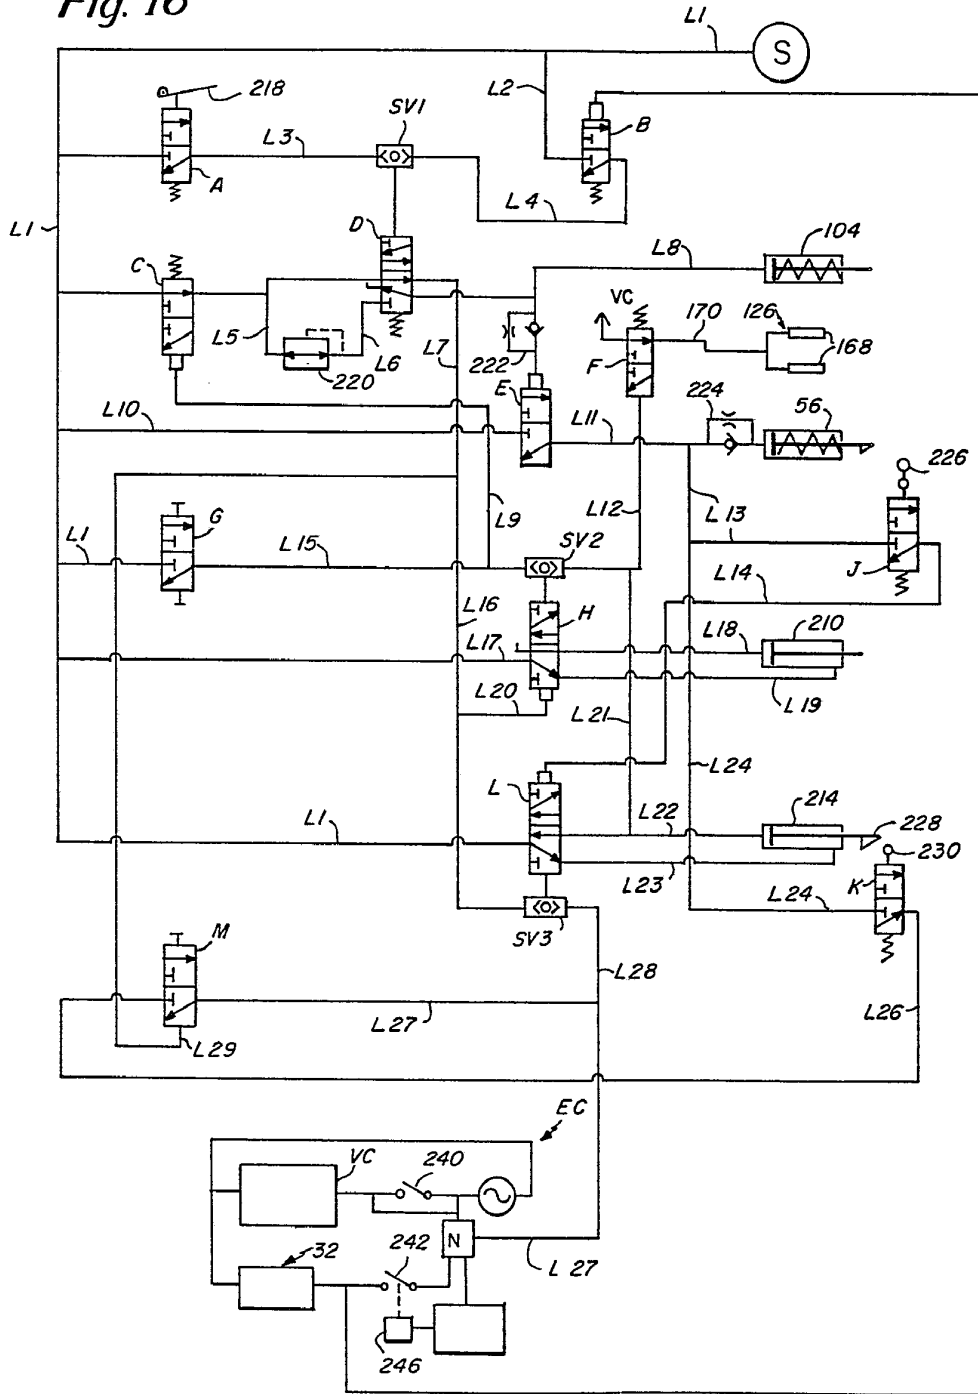 Fig. 16
L1
S
218
L2
B
SV1
L3
A
L4
D
L1
C
L8
104
VC
170
126
168
L5
L6
222
F
220
L7
E
224
56
L10
L11
226
G
L9
L12
L13
L1
L15
SV2
J
L14
L16
H
L17
L18
210
L20
L19
L21
L24
L
L1
L22
214
228
230
L23
K
L24
SV3
M
L28
L27
L26
L29
EC
VC
240
N
32
242
L27
246